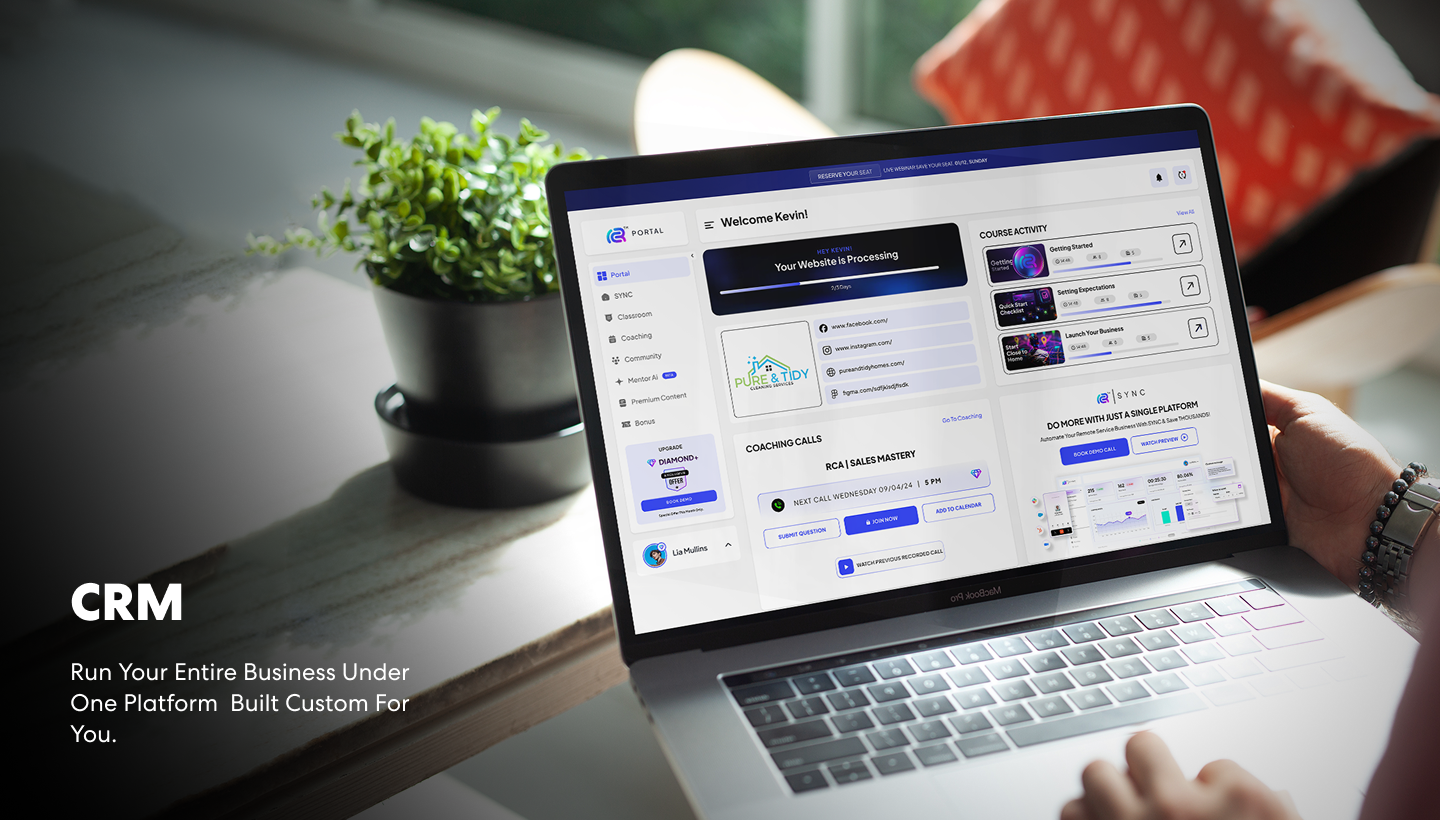 RESERVE YOUR SEAT
LIVE WEBINAR SAVE YOUR SEAT. 01/12, SUNDAY
PORTAL
Welcome Kevin!
Portal
SYNC
Classroom
Coaching
Community
Mentor Ai BETA
Premium Content
Bonus
UPGRADE
DIAMOND+
OFFER
BOOK DEMO
Lia Mullins
HEY KEVIN!
Your Website is Processing
PURE & TIDY
CLEANING SERVICES
www.facebook.com/
www.instagram.com/
pureandtidyhomes.com/
COACHING CALLS
Go To Coaching
RCA | SALES MASTERY
NEXT CALL WEDNESDAY 09/04/24 | 5 PM
SUBMIT QUESTION
JOIN NOW
ADD TO CALENDAR
WATCH PREVIOUS RECORDED CALL
COURSE ACTIVITY
View All
Getting Started
Getting Started
Quick Start
Checklist
Setting Expectations
Start
Close To
Home
Launch Your Business
SYNC
DO MORE WITH JUST A SINGLE PLATFORM
Automate Your Remote Service Business With SYNC & Save THOUSANDS!
BOOK DEMO CALL
WATCH PREVIEW
MacBook Pro
CRM
Run Your Entire Business Under
One Platform Built Custom For
You.